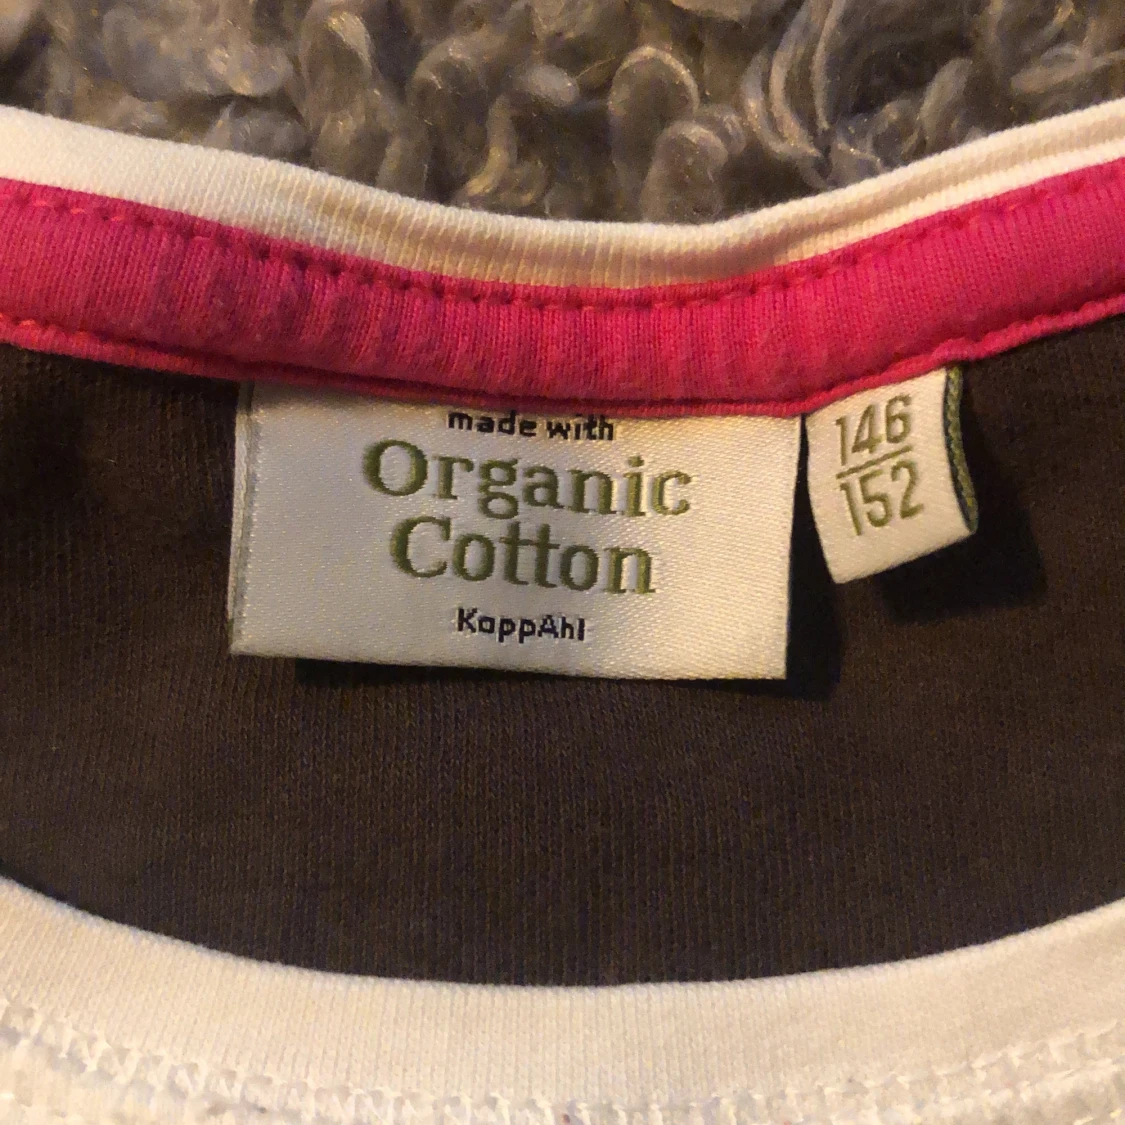 made with
Organic
Cotton
KappAhl
146
152